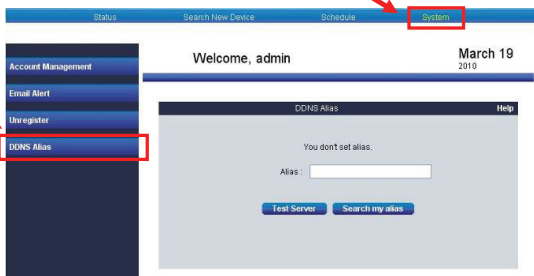 Status Search New Device Schedule System
Welcome, admin
March 19
2010
Account Management
Email Alert
Unregister
DDNS Alias
DDNS Alias Help
You don't set alias.
Alias :
Test Server Search my alias